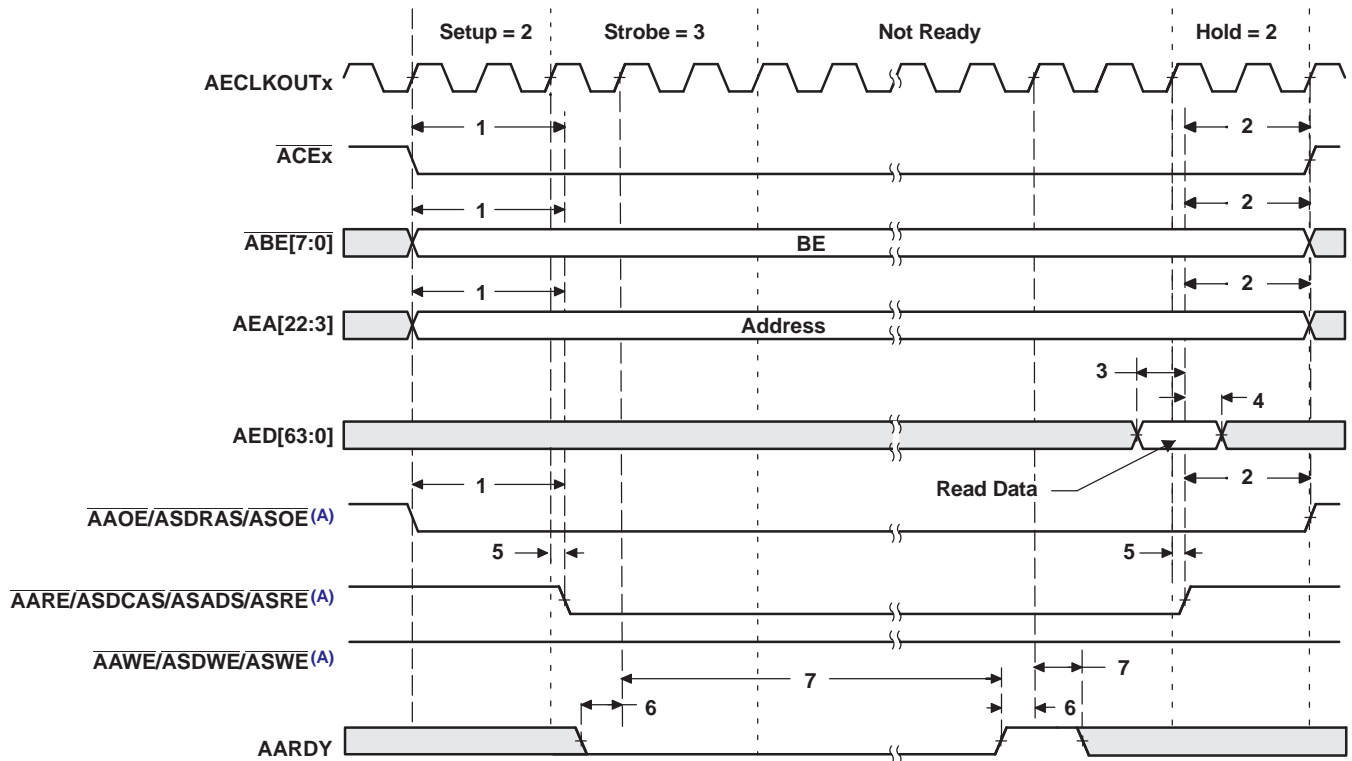 Setup = 2 Strobe = 3 Not Ready Hold = 2
AECLKOUTx
1 2
ACEx
1 2
ABE[7:0] BE
1 2
AEA[22:3] Address
3
4
AED[63:0]
1 Read Data 2
AAOE/ASDRAS/ASOE(A)
5 5
AARE/ASDCAS/ASADS/ASRE(A)
AAWE/ASDWE/ASWE(A)
7 7
6 6
AARDY